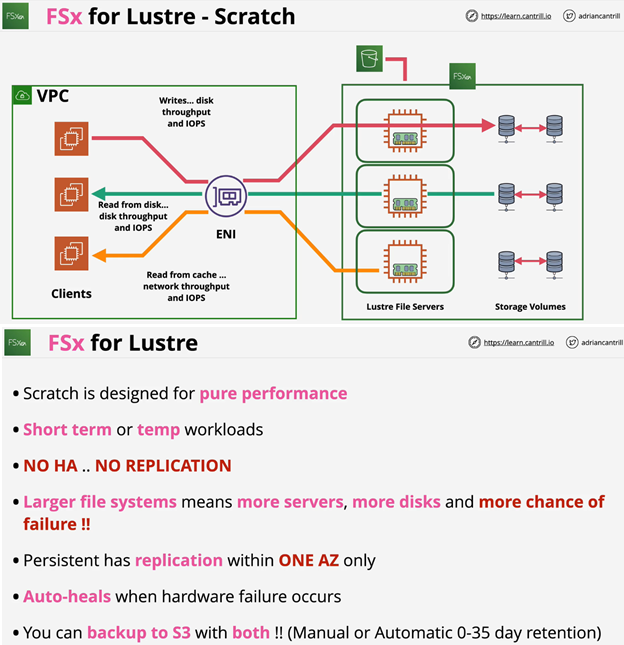 FSx
FSx for Lustre - Scratch
https://learn.cantrill.io
adriancantrill
VPC
Writes... disk
throughput
and IOPS
FSx
Read from disk...
disk throughput
and IOPS
ENI
Read from cache ...
network throughput
and IOPS
Clients
Lustre File Servers
Storage Volumes
FSx
FSx for Lustre
https://learn.cantrill.io
adriancantrill
• Scratch is designed for pure performance
• Short term or temp workloads
• NO HA .. NO REPLICATION
• Larger file systems means more servers, more disks and more chance of
failure !!
• Persistent has replication within ONE AZ only
• Auto-heals when hardware failure occurs
• You can backup to S3 with both !! (Manual or Automatic 0-35 day retention)